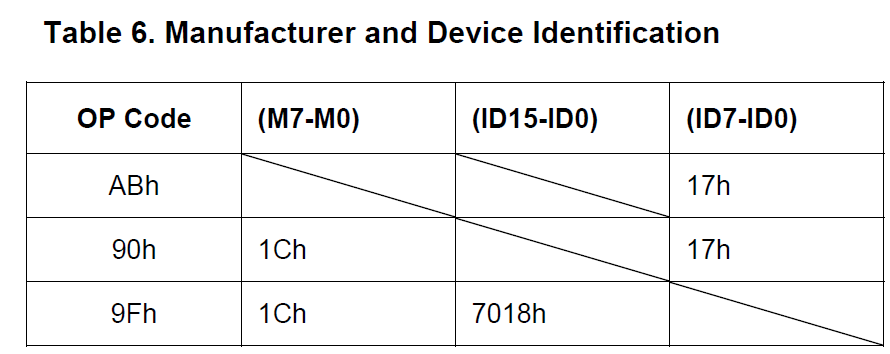 Table 6. Manufacturer and Device Identification
OP Code (M7-M0) (ID15-ID0) (ID7-ID0)
ABh 17h
90h 1Ch 17h
9Fh 1Ch 7018h